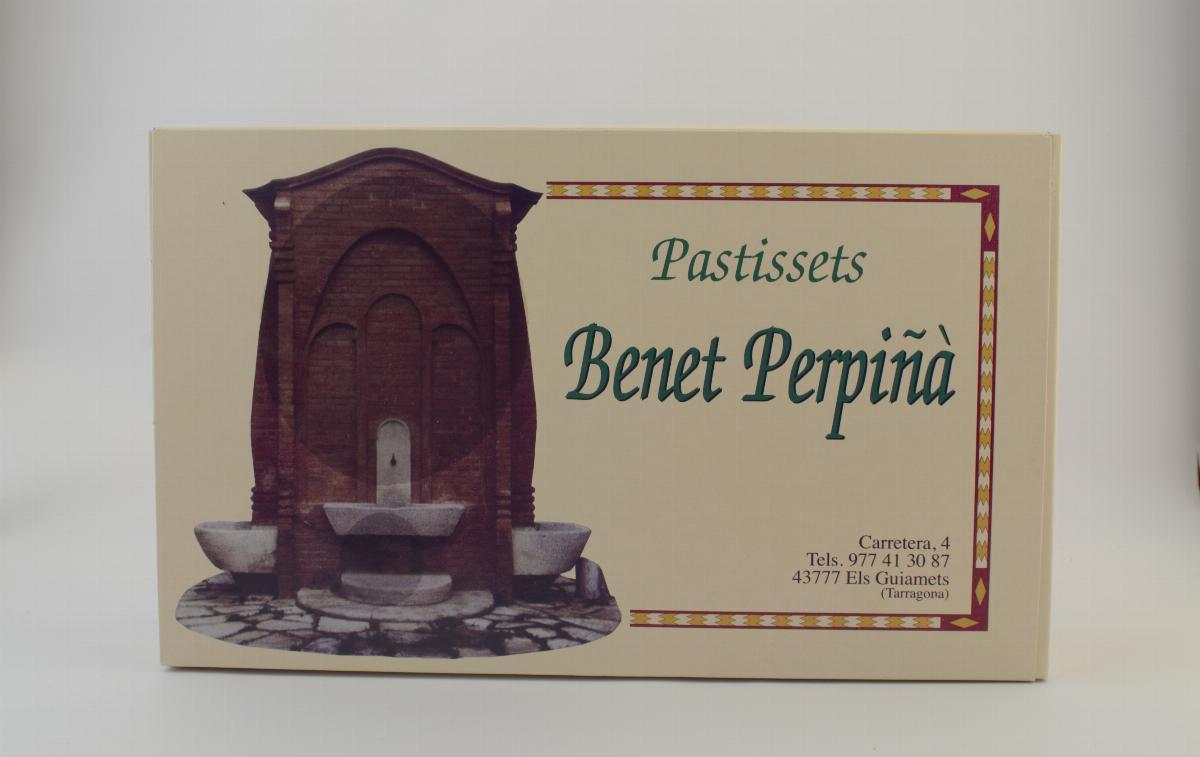 Pastissets
Benet Perpiñà
Carretera, 4
Tels. 977 41 30 87
43777 Els Guiamets
(Tarragona)